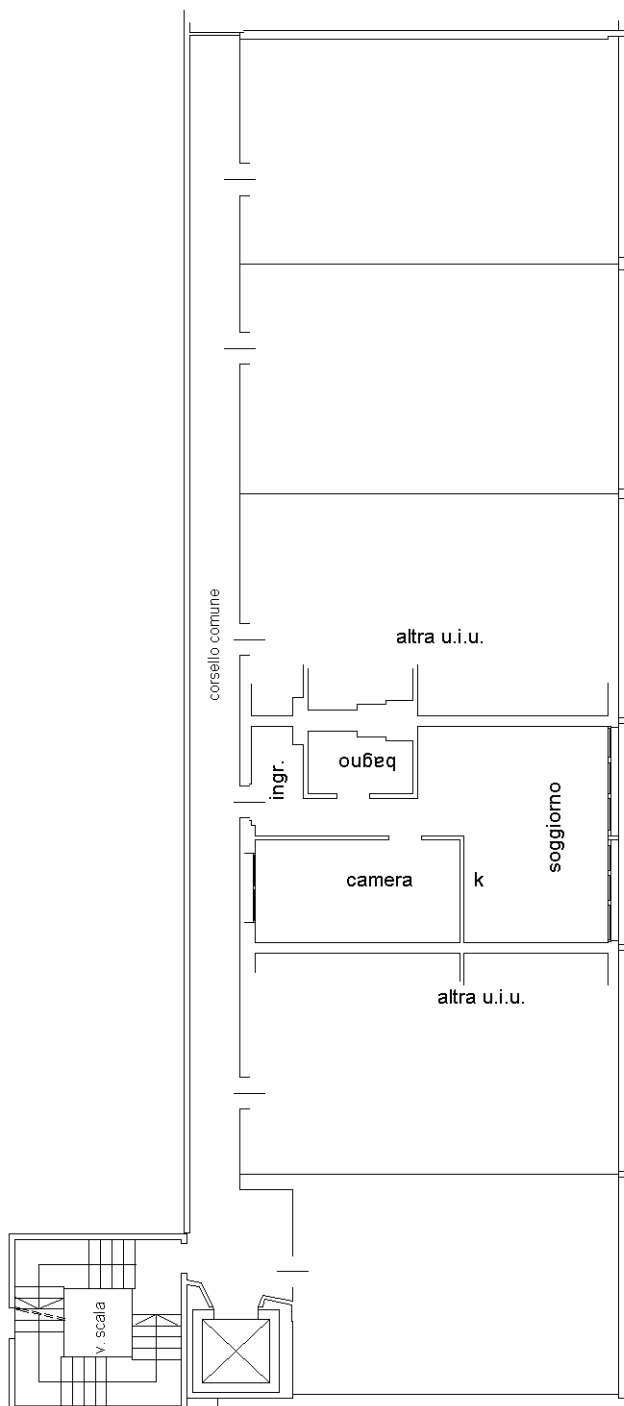 corsello comune
altra u.i.u.
bagno
ingr.
soggiorno
camera
k
altra u.i.u.
v. scala